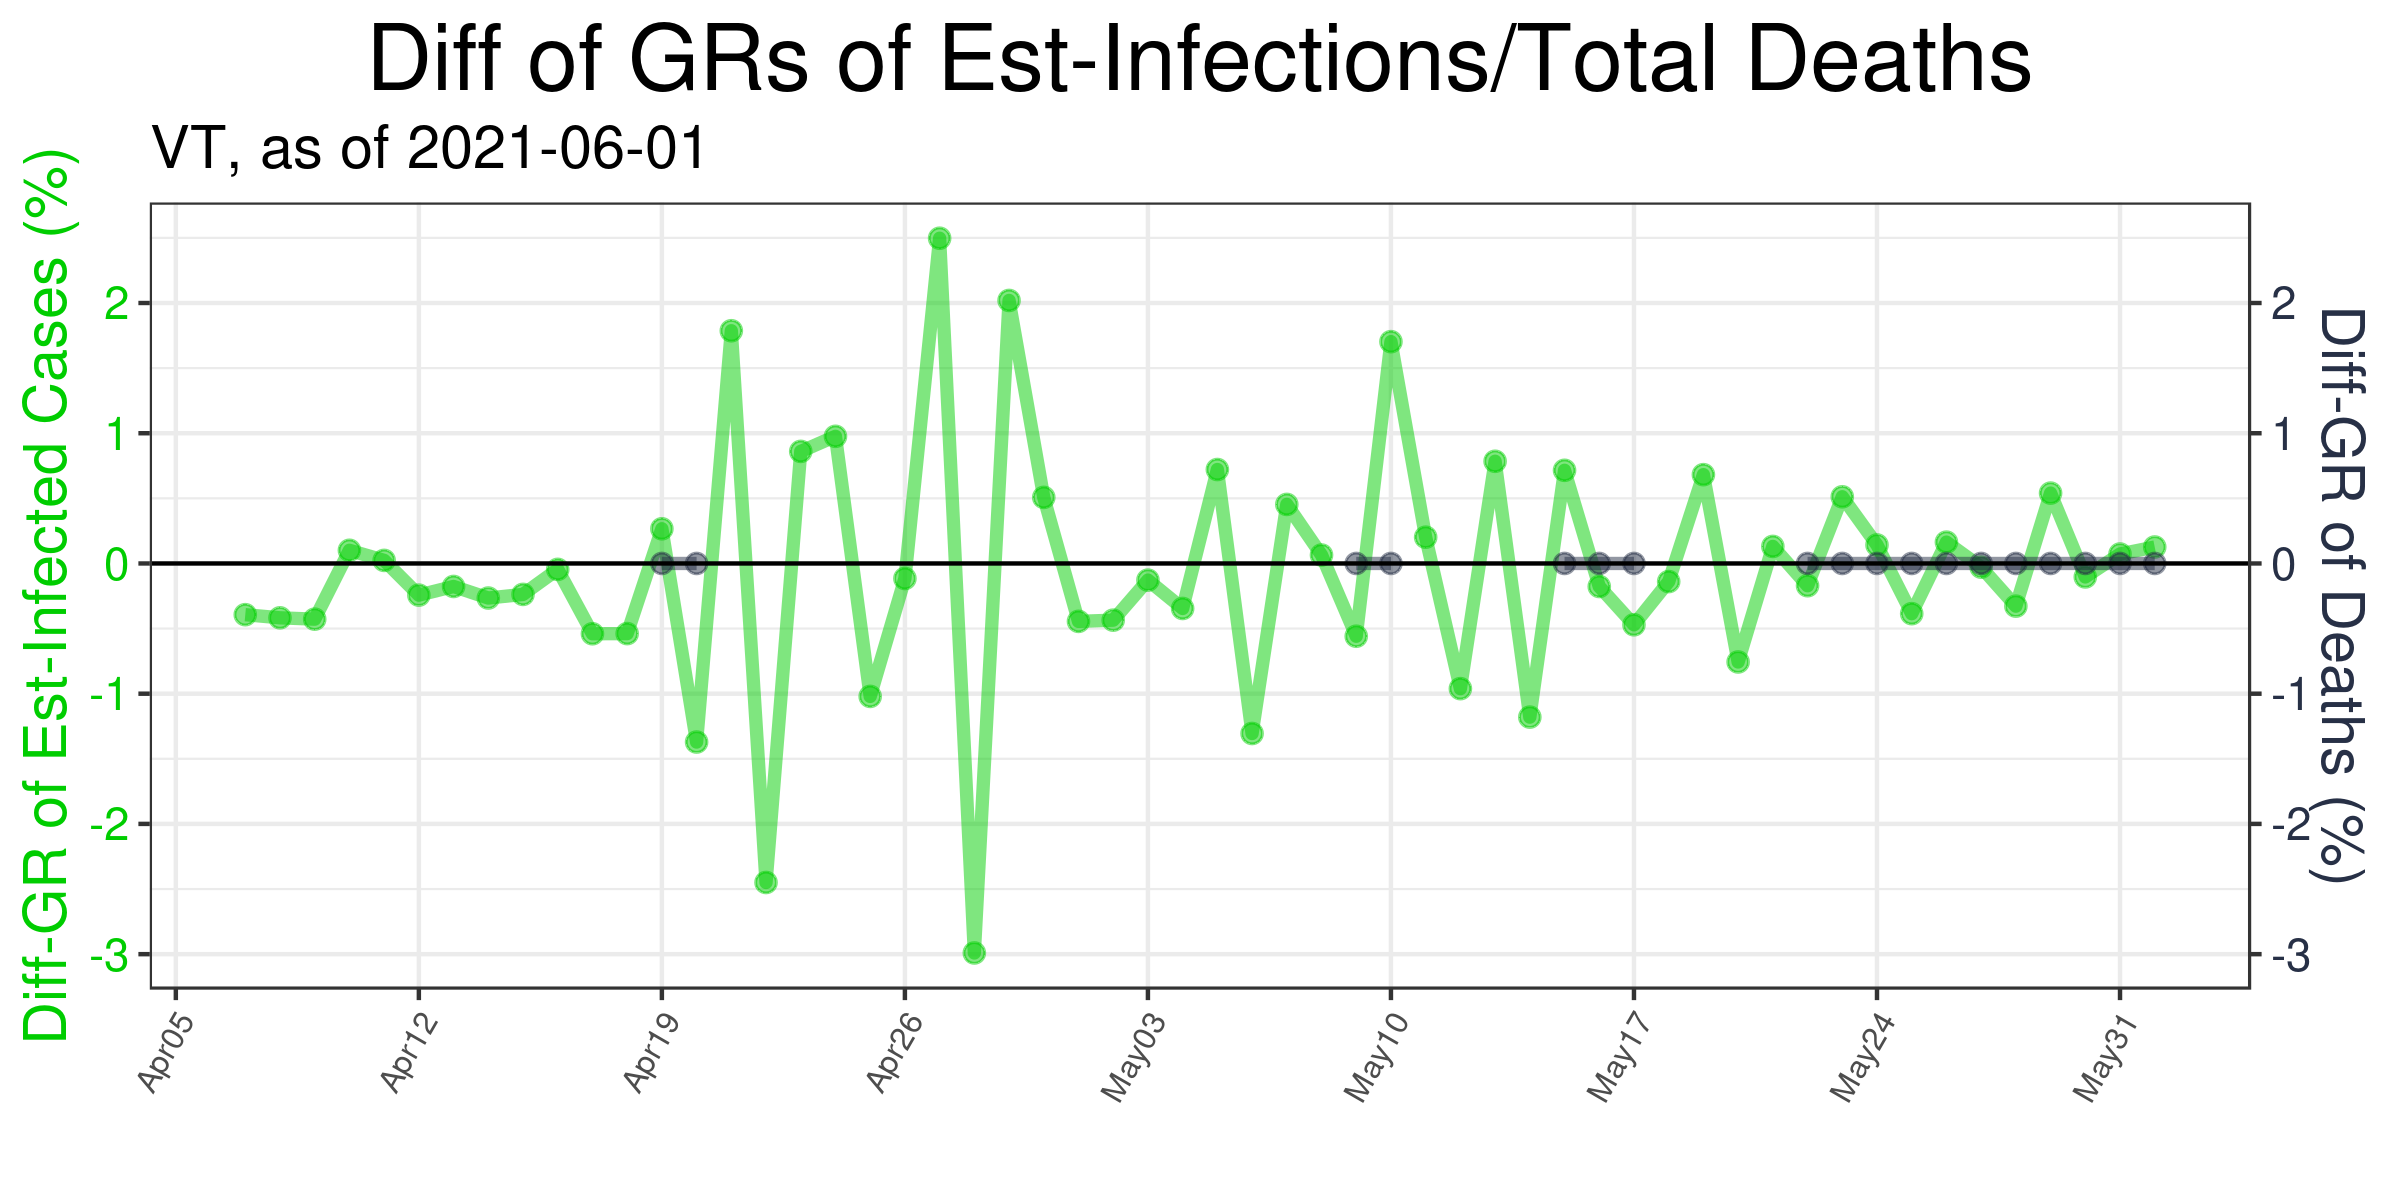 Diff of GRs of Est-Infections/Total Deaths
VT, as of 2021-06-01
Diff-GR of Est-Infected Cases (%)
2
1
0
-1
-2
-3
2
1
0
-1
-2
-3
Diff-GR of Deaths (%)
Apr05
Apr12
Apr19
Apr26
May03
May10
May17
May24
May31